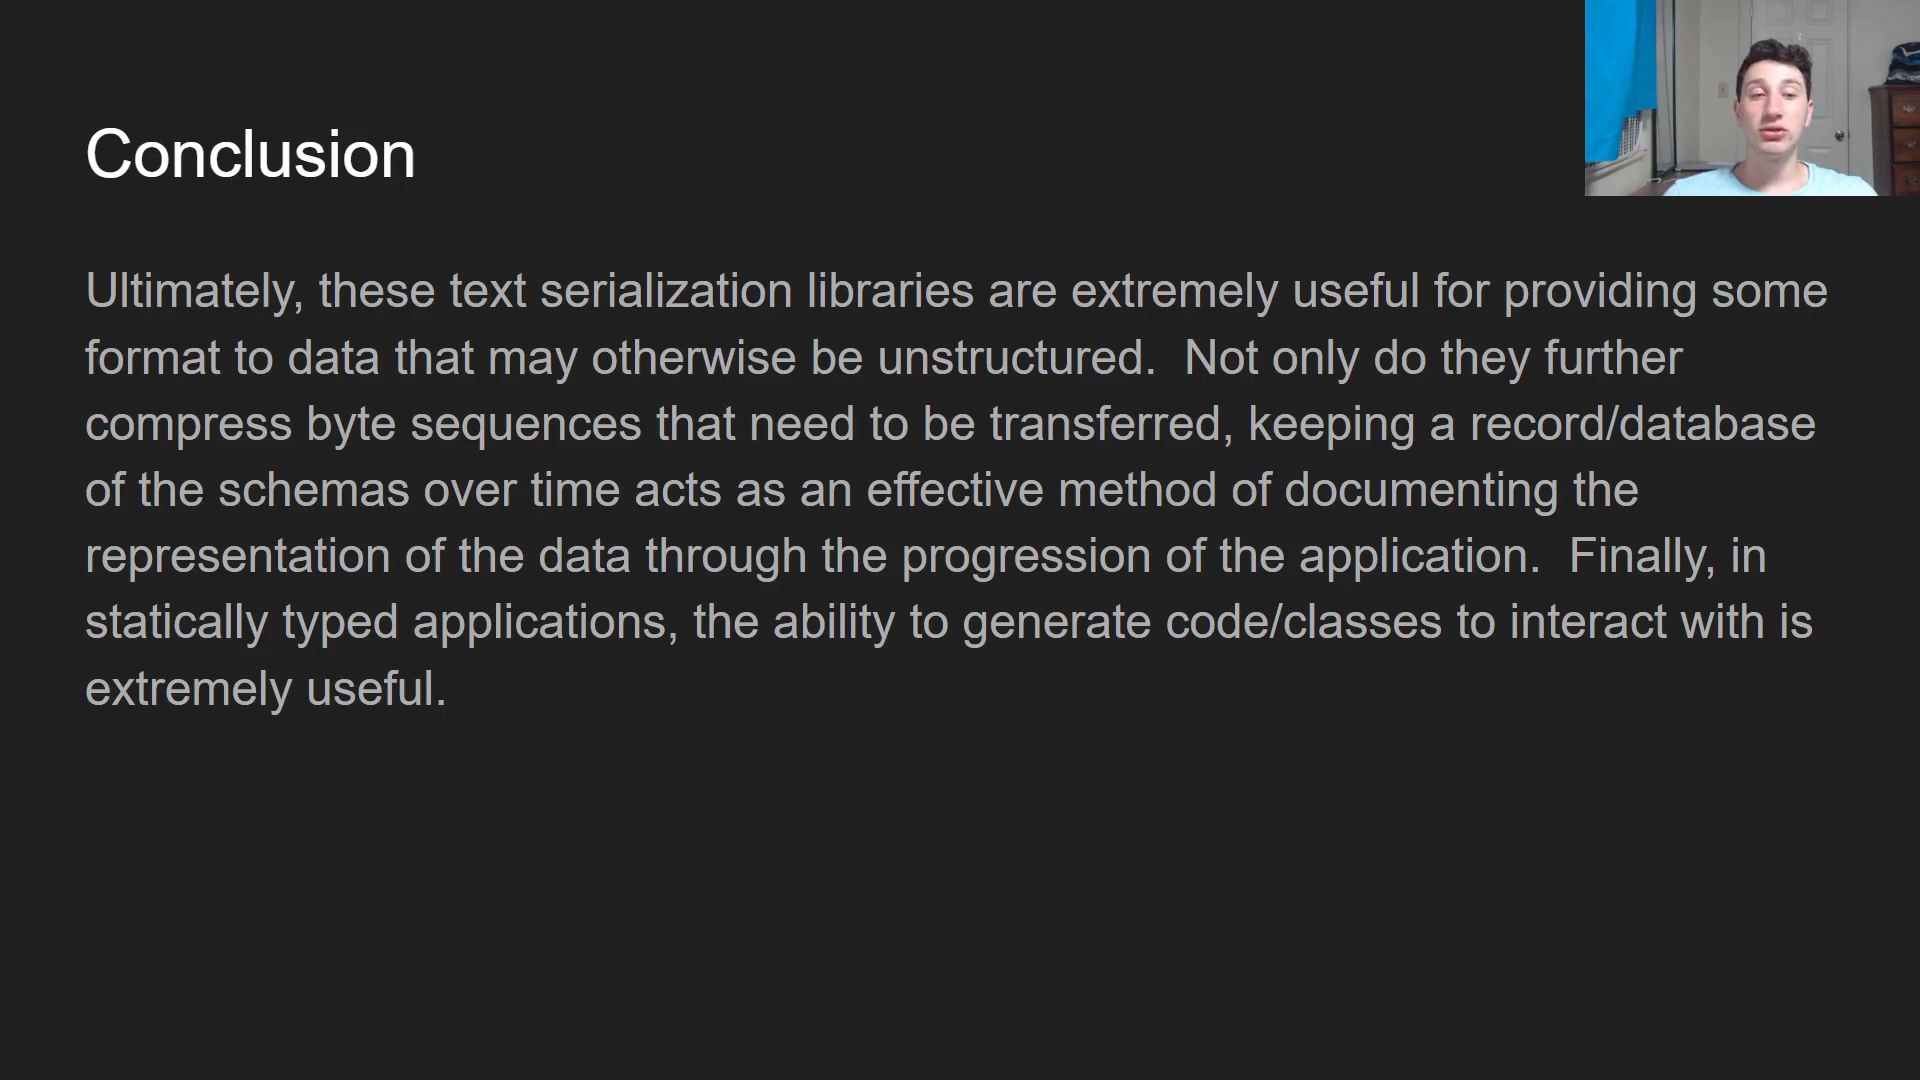 Conclusion
Ultimately, these text serialization libraries are extremely useful for providing some
format to data that may otherwise be unstructured.  Not only do they further
compress byte sequences that need to be transferred, keeping a record/database
of the schemas over time acts as an effective method of documenting the
representation of the data through the progression of the application.  Finally, in
statically typed applications, the ability to generate code/classes to interact with is
extremely useful.